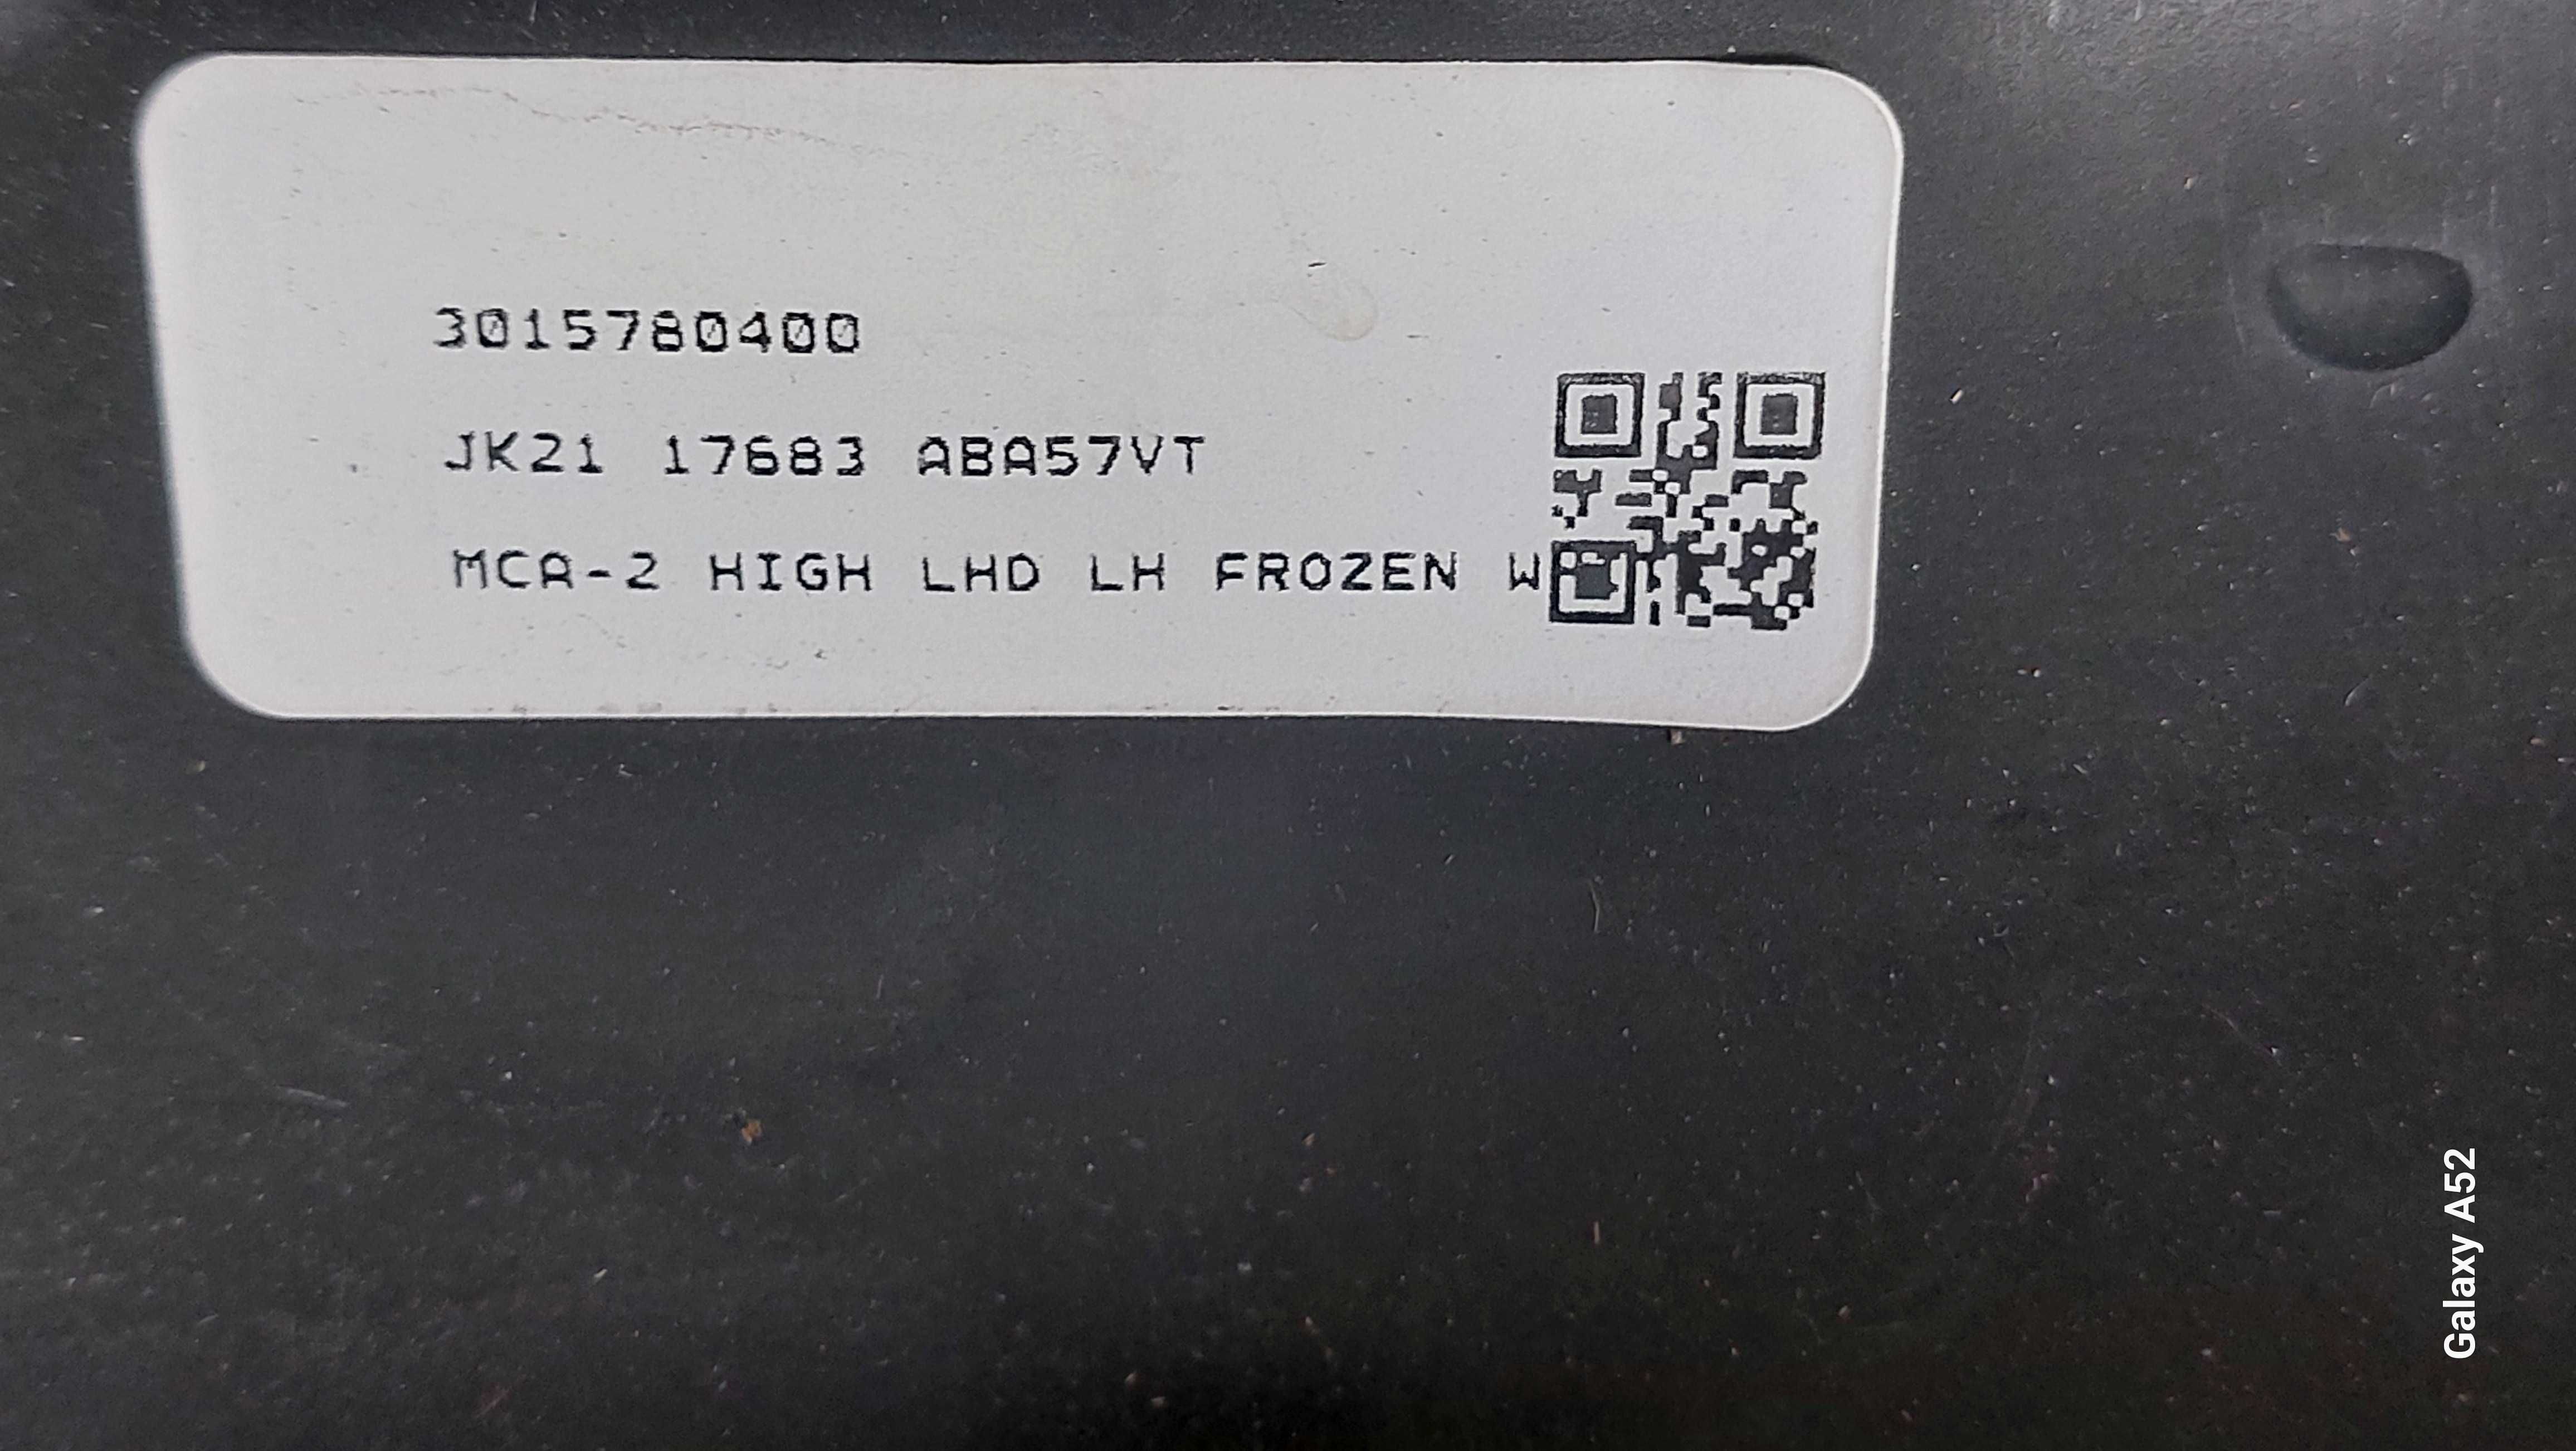 3015780400
JK21 17683 ABA57VT
MCA-2 HIGH LHD LH FROZEN W
Galaxy A52